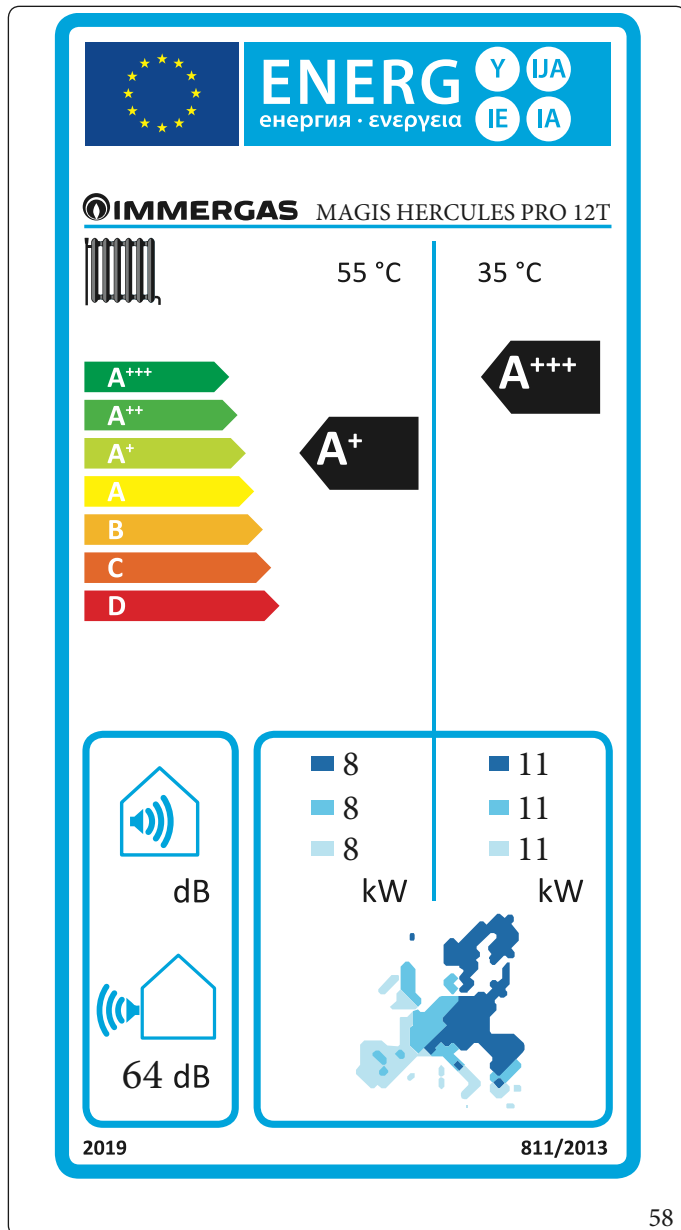 ENERG Y IJA
енергия · ενεργεια IE IA
IMMERGAS MAGIS HERCULES PRO 12T
55 °C 35 °C
A+++ A+++
A++
A+ A+
A
B
C
D
8 11
8 11
8 11
dB kW kW
64 dB
2019 811/2013
58